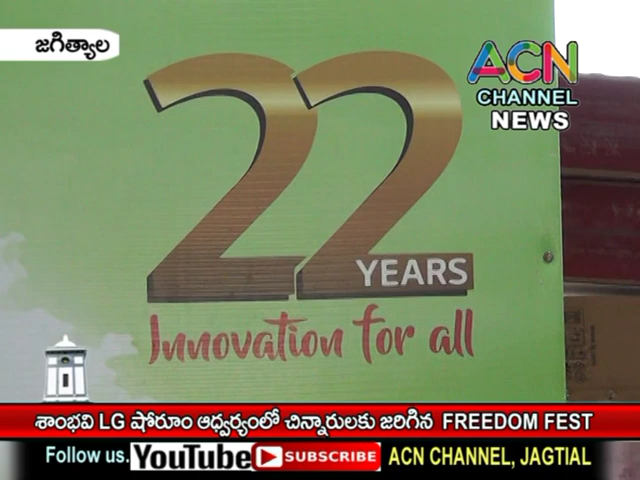 జగిత్యాల
ACN
CHANNEL
NEWS
22
YEARS
Innovation for all
శాంభవి LG షోరూం ఆధ్వర్యంలో చిన్నారులకు జరిగిన FREEDOM FEST
Follow us. YouTube SUBSCRIBE ACN CHANNEL, JAGTIAL